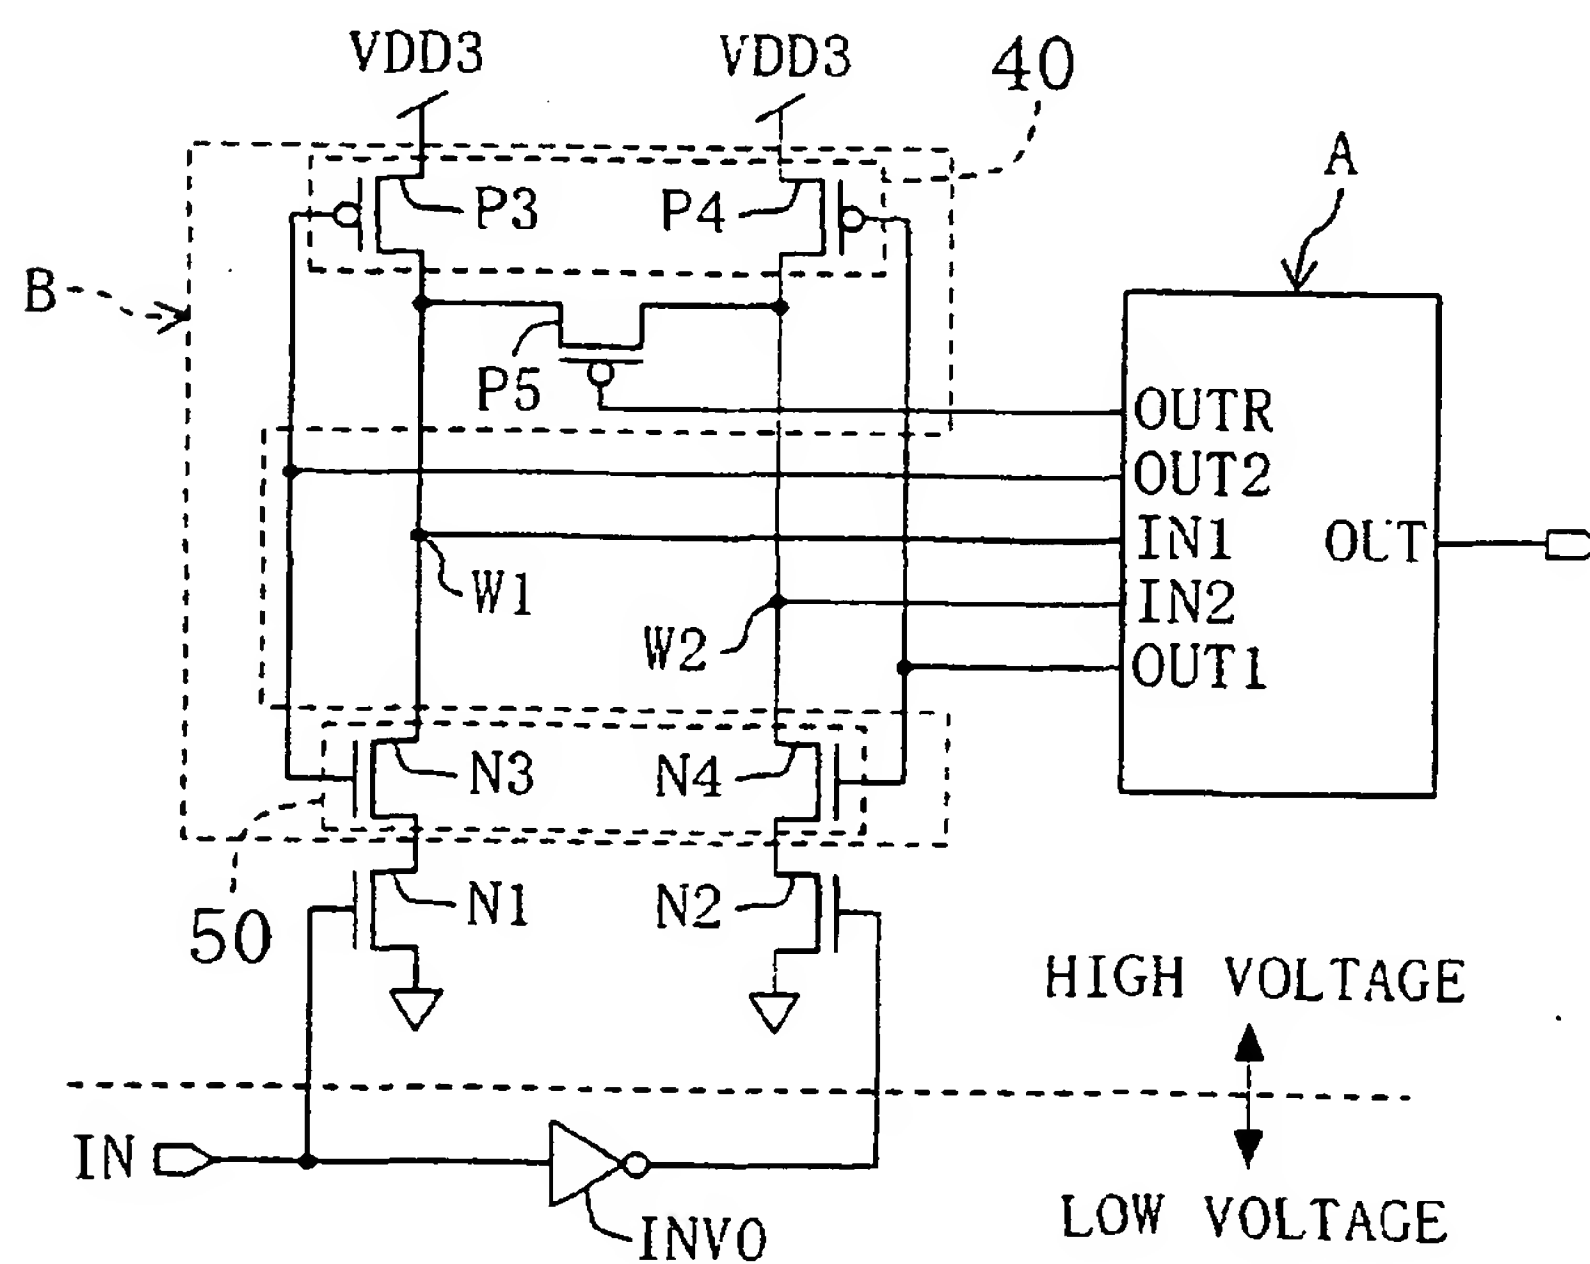 VDD3 VDD3 40
A
P3 P4
B
P5
OUTR
OUT2
IN1
OUT
W1
IN2
W2
OUT1
N3 N4
N1 N2
50
HIGH VOLTAGE
IN
LOW VOLTAGE
INV0